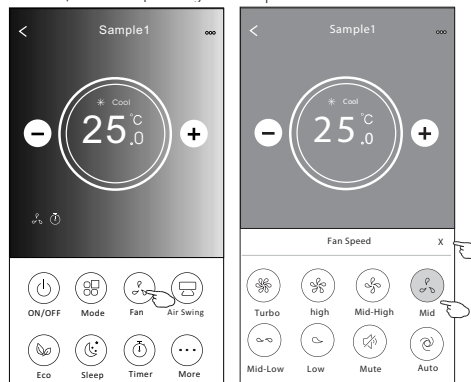 Sample1
Cool
25.0 °C
ON/OFF Mode Fan Air Swing
Eco Sleep Timer More
Sample1
Cool
25.0 °C
Fan Speed X
Turbo high Mid-High Mid
Mid-Low Low Mute Auto